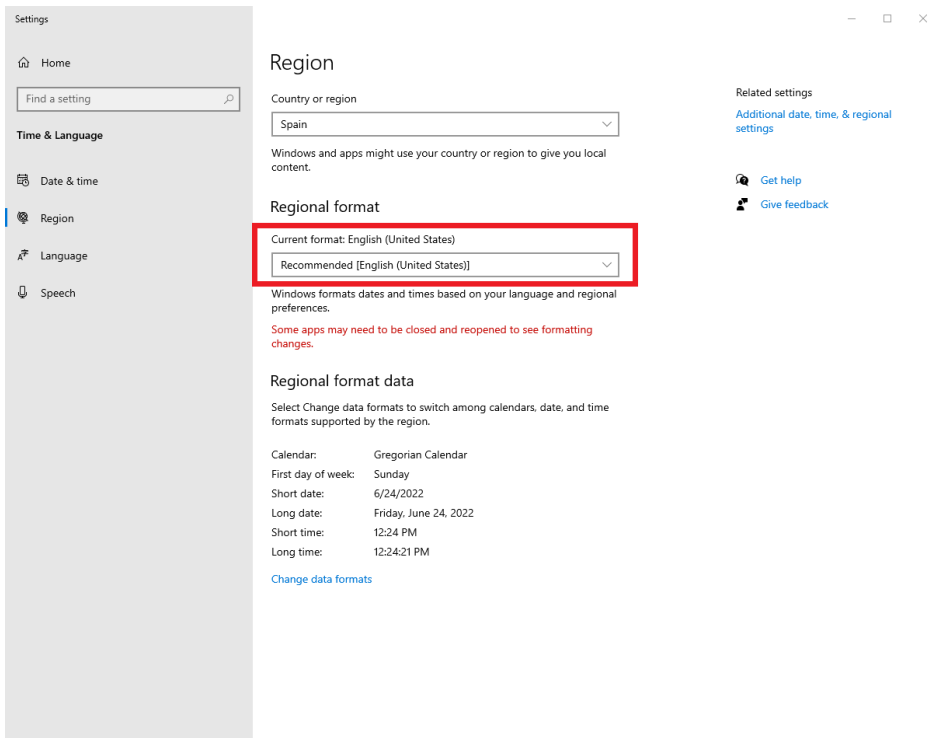 Settings
Home
Find a setting
Time & Language
Date & time
Region
Language
Speech
Region
Country or region
Spain
Windows and apps might use your country or region to give you local
content.
Regional format
Current format: English (United States)
Recommended [English (United States)]
Windows formats dates and times based on your language and regional
preferences.
Some apps may need to be closed and reopened to see formatting
changes.
Regional format data
Select Change data formats to switch among calendars, date, and time
formats supported by the region.
Calendar: Gregorian Calendar
First day of week: Sunday
Short date: 6/24/2022
Long date: Friday, June 24, 2022
Short time: 12:24 PM
Long time: 12:24:21 PM
Change data formats
Related settings
Additional date, time, & regional
settings
Get help
Give feedback